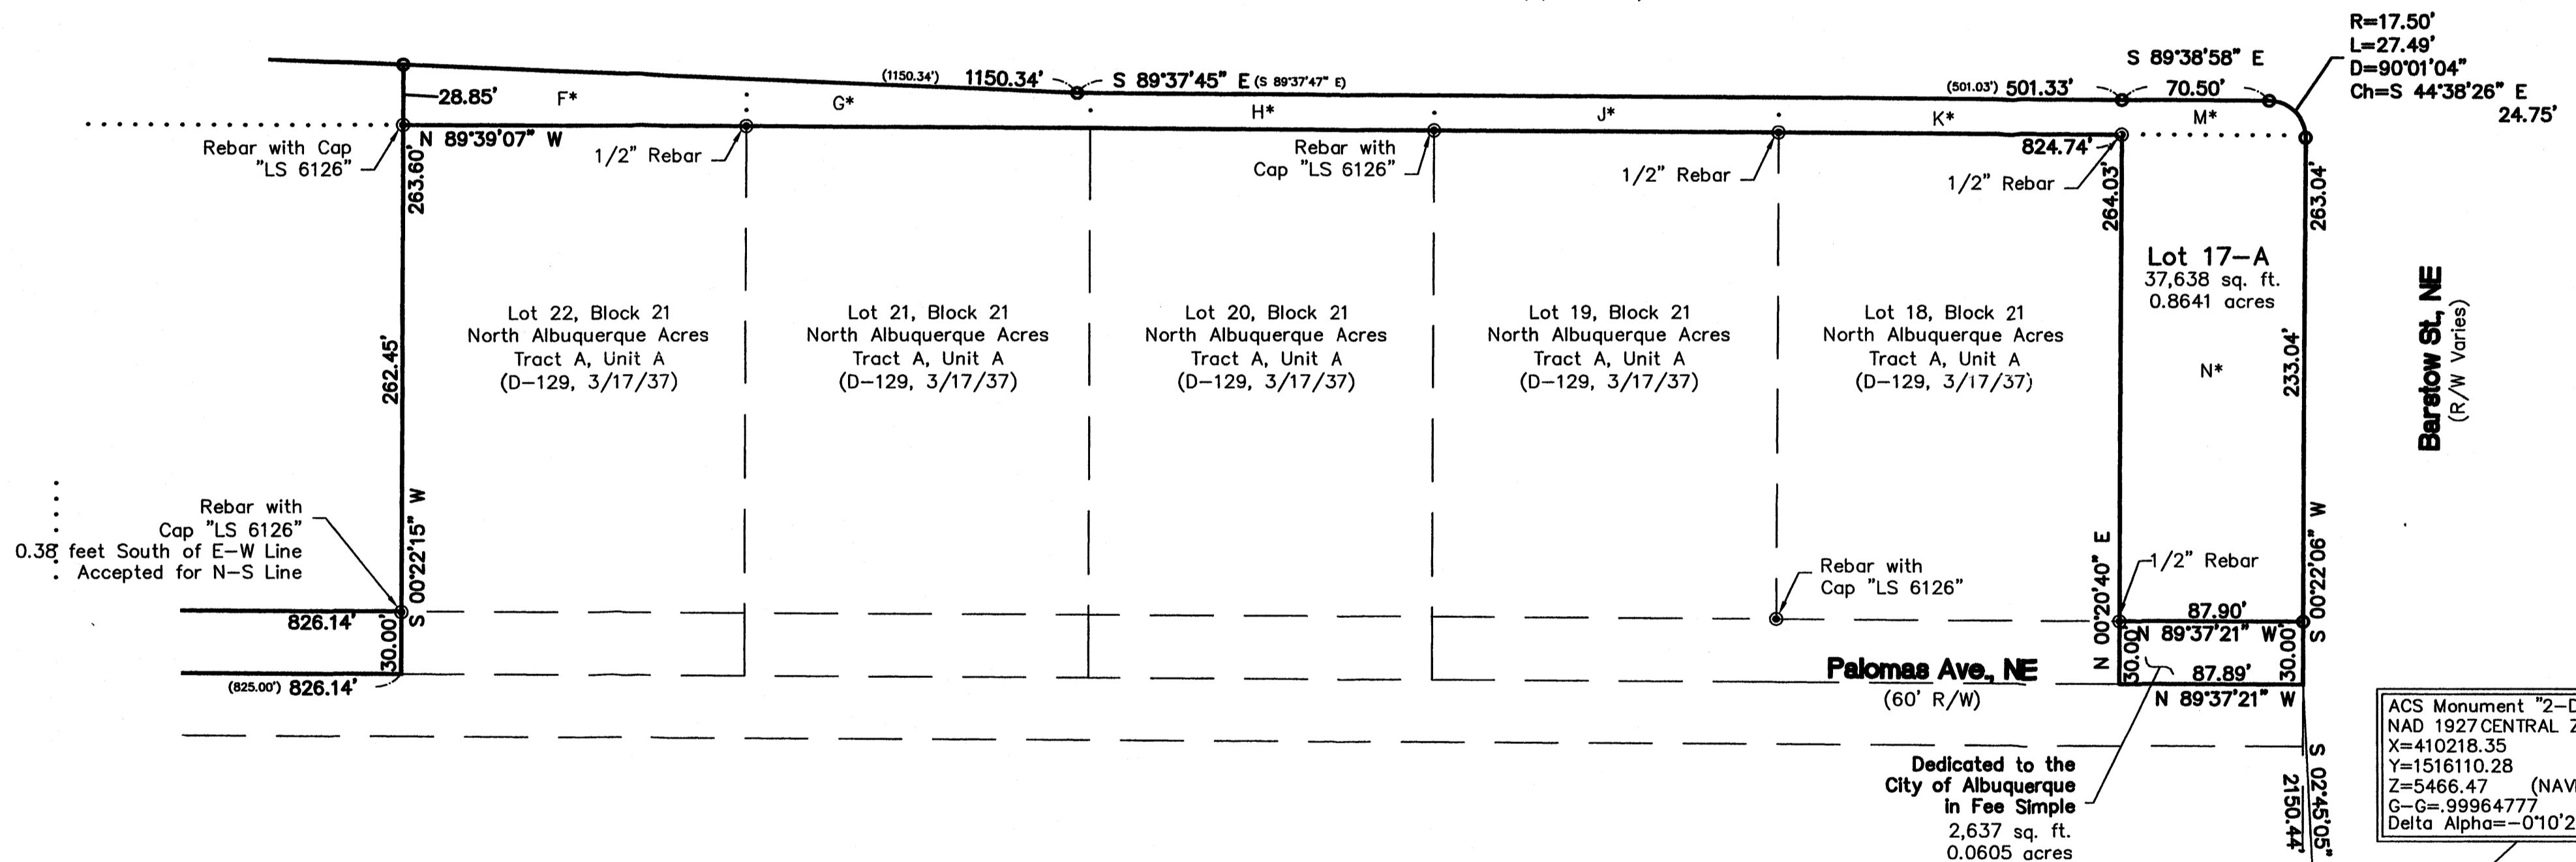 R=17.50'
L=27.49'
D=90°01'04"
Ch=S 44°38'26" E
24.75'
S 89°38'58" E
70.50'
(1150.34') 1150.34'
S 89°37'45" E (S 89°37'47" E)
(501.03') 501.33'
28.85'
F*
G*
H*
J*
K*
M*
N 89°39'07" W
Rebar with Cap
"LS 6126"
1/2" Rebar
Rebar with
Cap "LS 6126"
1/2" Rebar
824.74'
1/2" Rebar
263.60'
264.03'
263.04'
Lot 17-A
37,638 sq. ft.
0.8641 acres
N*
Lot 22, Block 21
North Albuquerque Acres
Tract A, Unit A
(D-129, 3/17/37)
Lot 21, Block 21
North Albuquerque Acres
Tract A, Unit A
(D-129, 3/17/37)
Lot 20, Block 21
North Albuquerque Acres
Tract A, Unit A
(D-129, 3/17/37)
Lot 19, Block 21
North Albuquerque Acres
Tract A, Unit A
(D-129, 3/17/37)
Lot 18, Block 21
North Albuquerque Acres
Tract A, Unit A
(D-129, 3/17/37)
262.45'
233.04'
Barstow St., NE
(R/W Varies)
Rebar with
Cap "LS 6126"
0.38 feet South of E-W Line
Accepted for N-S Line
S 00°22'15" W
826.14'
30.00'
(825.00') 826.14'
Rebar with
Cap "LS 6126"
N 00°20'40" E
1/2" Rebar
S 00°22'06" W
87.90'
N 89°37'21" W
30.00'
30.00'
87.89'
N 89°37'21" W
Palomas Ave., NE
(60' R/W)
Dedicated to the
City of Albuquerque
in Fee Simple
2,637 sq. ft.
0.0605 acres
S 02°45'05"
2150.44'
ACS Monument "2-D
NAD 1927 CENTRAL Z
X=410218.35
Y=1516110.28
Z=5466.47 (NAV
G-G=.99964777
Delta Alpha=-0°10'2